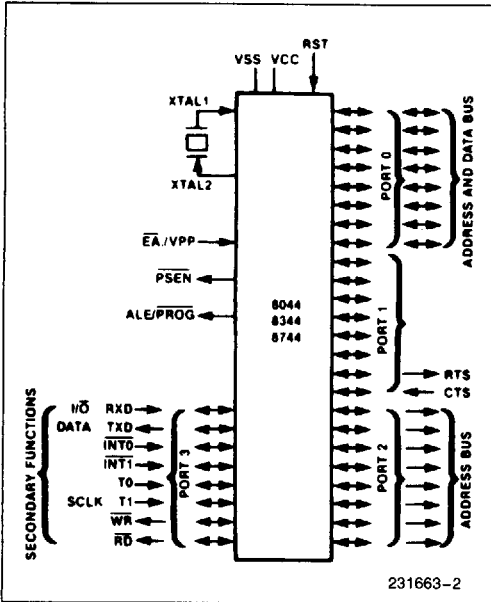 RST
VSS VCC
XTAL1
XTAL2
PORT 0
ADDRESS AND DATA BUS
EA/VPP
PSEN
ALE/PROG
8044
8344
8744
PORT 1
RTS
CTS
SECONDARY FUNCTIONS
I/O RXD
DATA TXD
INT0
INT1
T0
SCLK T1
WR
RD
PORT 3
PORT 2
ADDRESS BUS
231663-2